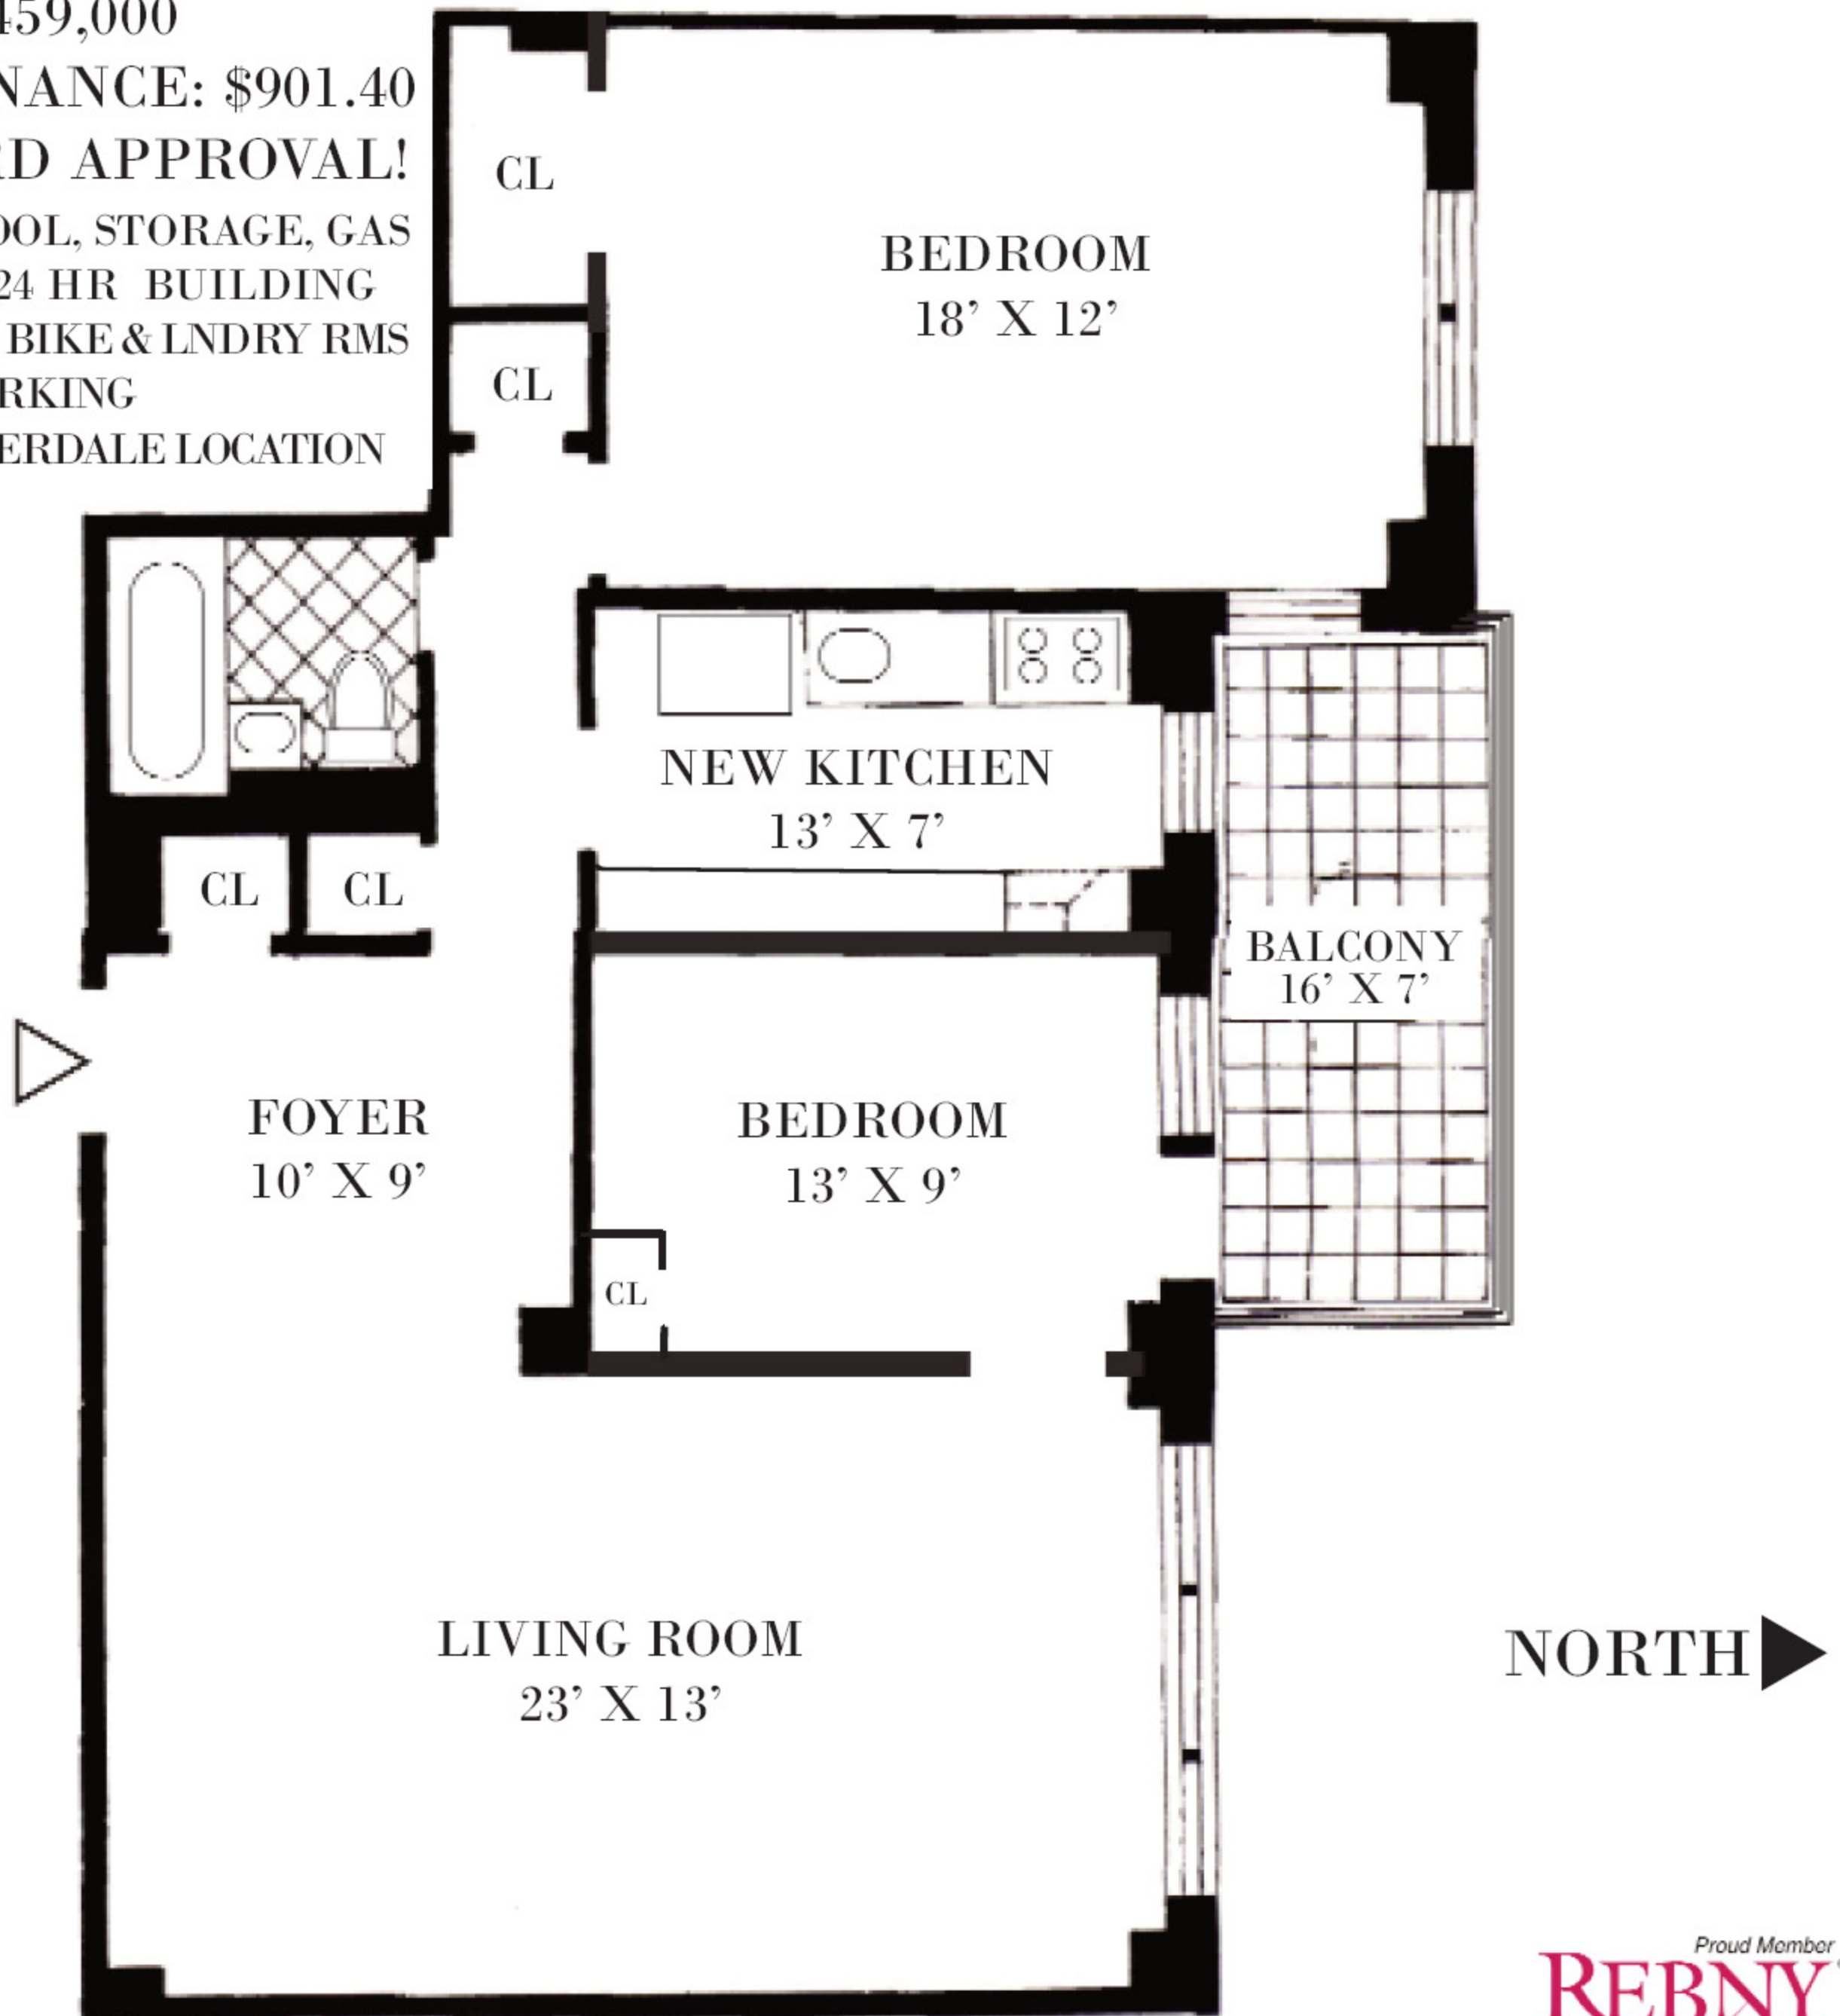 459,000
NANCE: $901.40
RD APPROVAL!
OOL, STORAGE, GAS
24 HR BUILDING
BIKE & LNDRY RMS
RKING
ERDALE LOCATION
CL
BEDROOM
18’ X 12’
CL
NEW KITCHEN
13’ X 7’
CL
CL
BALCONY
16’ X 7’
FOYER
10’ X 9’
BEDROOM
13’ X 9’
CL
LIVING ROOM
23’ X 13’
NORTH
Proud Member
REBNY